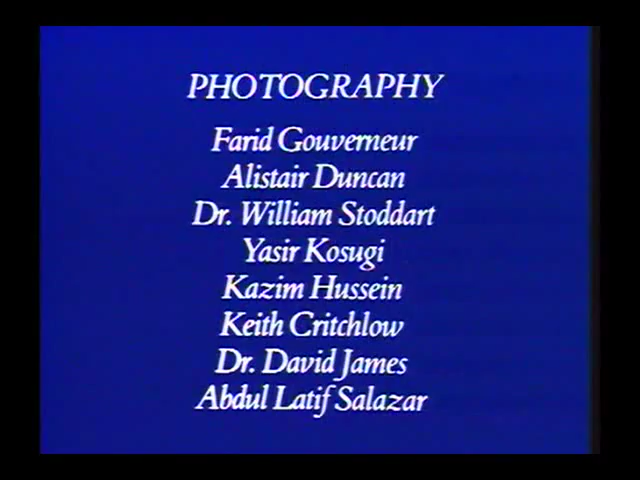 PHOTOGRAPHY
Farid Gouverneur
Alistair Duncan
Dr. William Stoddart
Yasir Kosugi
Kazim Hussein
Keith Critchlow
Dr. David James
Abdul Latif Salazar